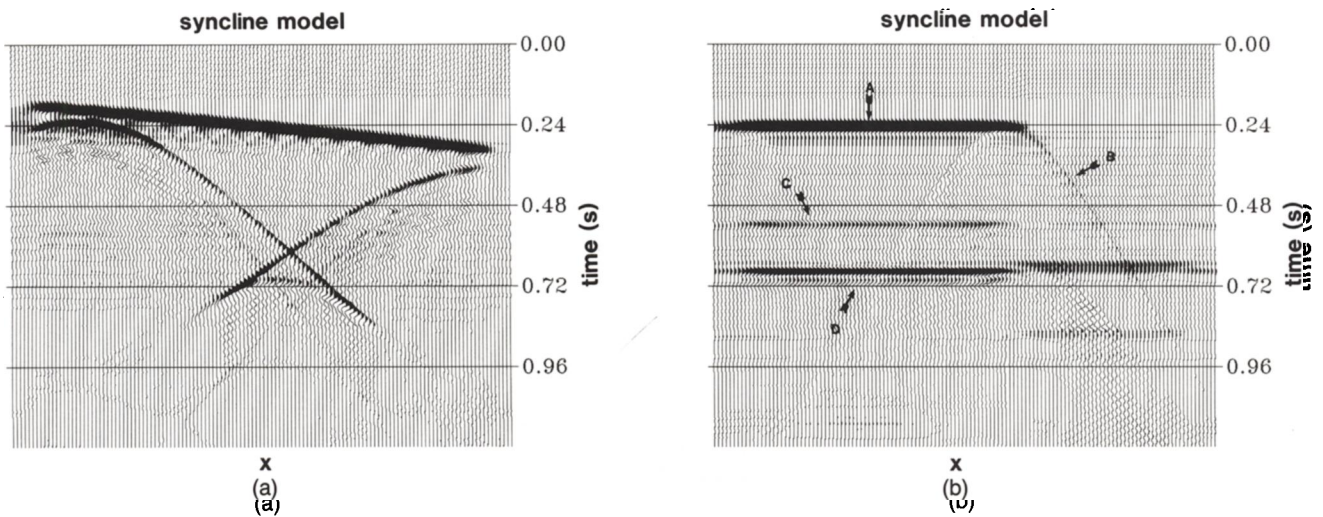 syncline model
0.00
0.24
0.48
0.72
0.96
time (s)
x
(a)
(a)
syncline model
0.00
0.24
0.48
0.72
0.96
time (s)
time (s)
A
B
C
D
x
(b)